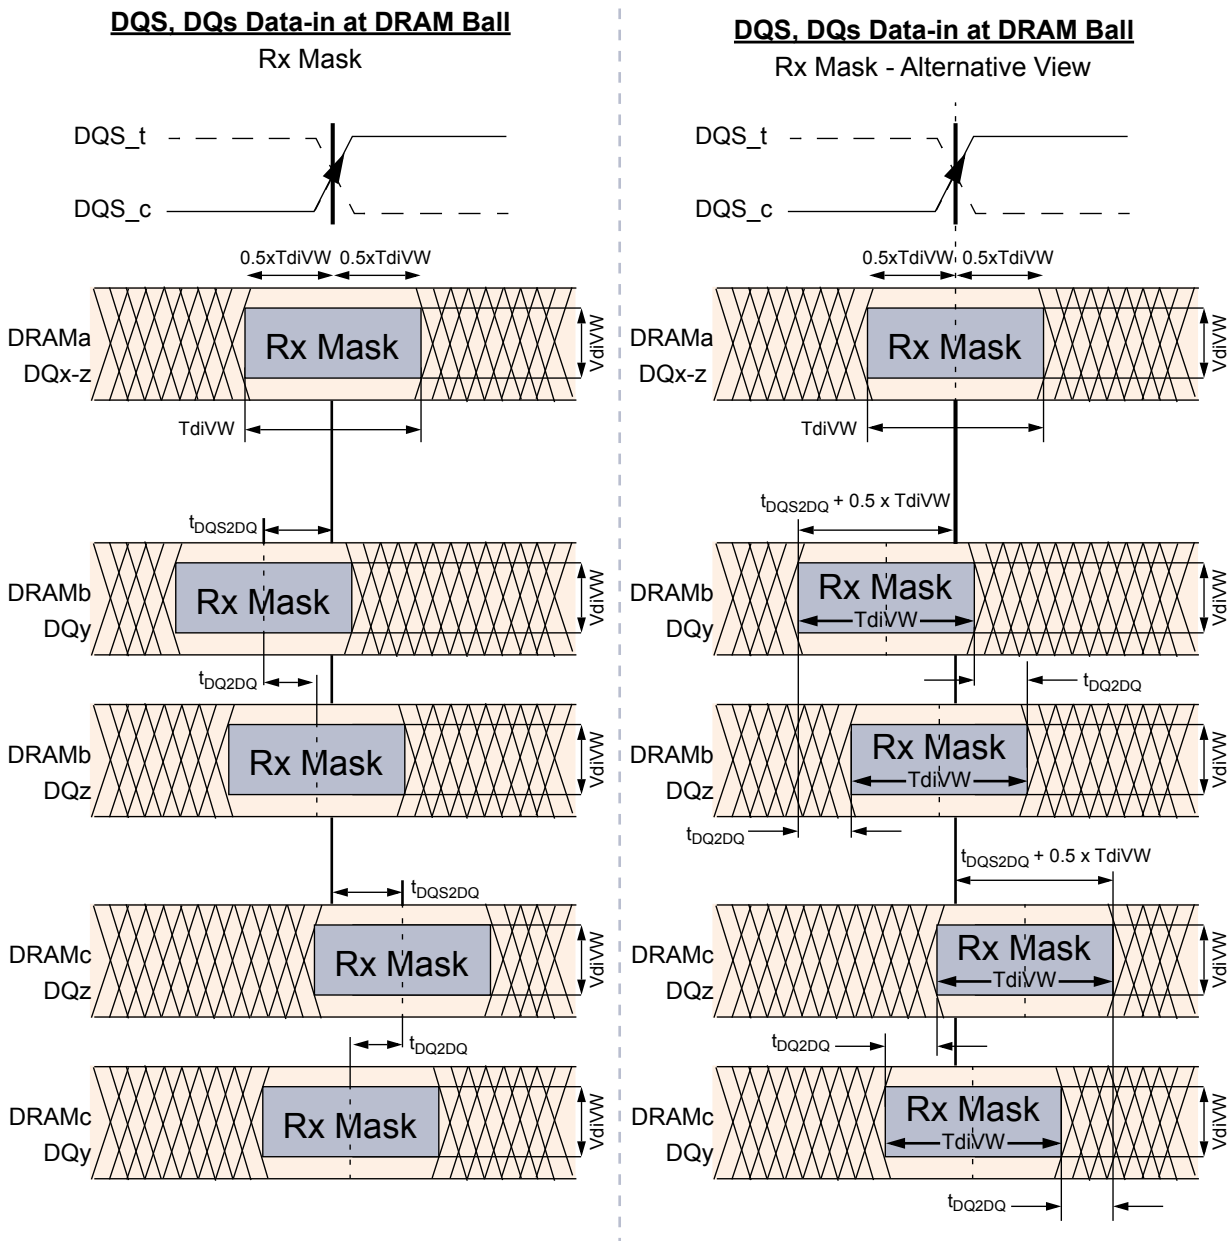 DQS, DQs Data-in at DRAM Ball
Rx Mask
DQS_t
DQS_c
0.5xTdiVW 0.5xTdiVW
DRAMa
DQx-z
Rx Mask
VdiVW
TdiVW
tDQS2DQ
DRAMb
DQy
Rx Mask
VdiVW
tDQ2DQ
DRAMb
DQz
Rx Mask
VdiVW
tDQS2DQ
DRAMc
DQz
Rx Mask
VdiVW
tDQ2DQ
DRAMc
DQy
Rx Mask
VdiVW
DQS, DQs Data-in at DRAM Ball
Rx Mask - Alternative View
DQS_t
DQS_c
0.5xTdiVW 0.5xTdiVW
DRAMa
DQx-z
Rx Mask
VdiVW
TdiVW
tDQS2DQ + 0.5 x TdiVW
DRAMb
DQy
Rx Mask
TdiVW
VdiVW
tDQ2DQ
DRAMb
DQz
Rx Mask
TdiVW
VdiVW
tDQ2DQ
tDQS2DQ + 0.5 x TdiVW
DRAMc
DQz
Rx Mask
TdiVW
VdiVW
tDQ2DQ
DRAMc
DQy
Rx Mask
TdiVW
VdiVW
tDQ2DQ